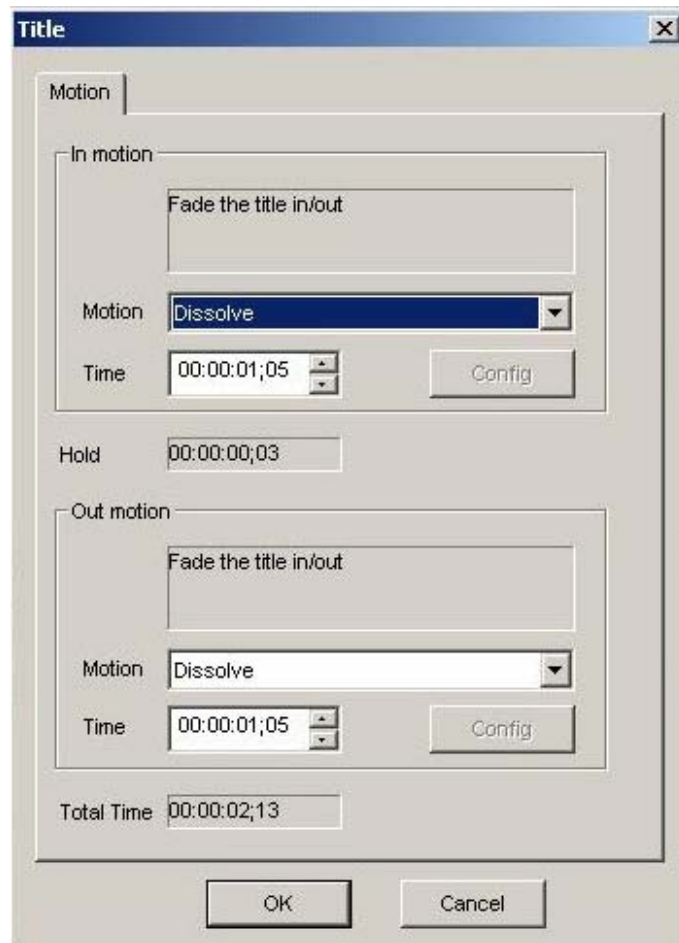 Title
Motion
In motion
Fade the title in/out
Motion Dissolve
Time 00:00:01;05 Config
Hold 00:00:00;03
Out motion
Fade the title in/out
Motion Dissolve
Time 00:00:01;05 Config
Total Time 00:00:02;13
OK Cancel